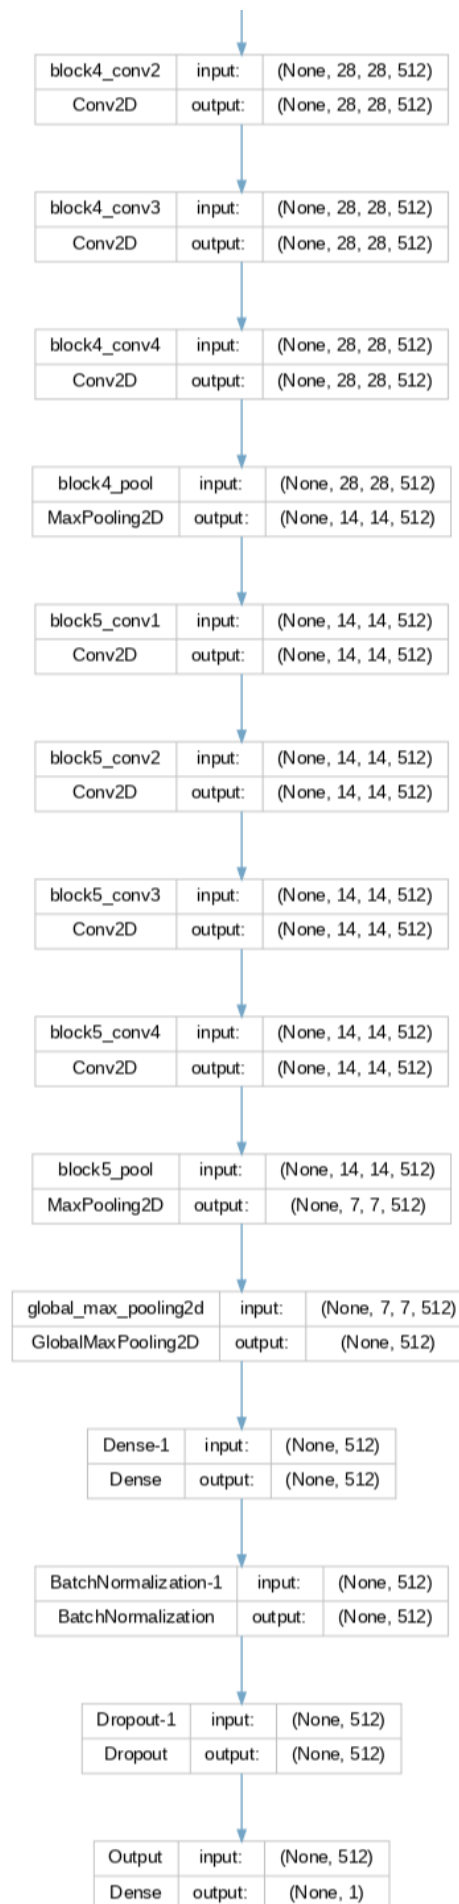 block4_conv2 input: (None, 28, 28, 512)
Conv2D output: (None, 28, 28, 512)
block4_conv3 input: (None, 28, 28, 512)
Conv2D output: (None, 28, 28, 512)
block4_conv4 input: (None, 28, 28, 512)
Conv2D output: (None, 28, 28, 512)
block4_pool input: (None, 28, 28, 512)
MaxPooling2D output: (None, 14, 14, 512)
block5_conv1 input: (None, 14, 14, 512)
Conv2D output: (None, 14, 14, 512)
block5_conv2 input: (None, 14, 14, 512)
Conv2D output: (None, 14, 14, 512)
block5_conv3 input: (None, 14, 14, 512)
Conv2D output: (None, 14, 14, 512)
block5_conv4 input: (None, 14, 14, 512)
Conv2D output: (None, 14, 14, 512)
block5_pool input: (None, 14, 14, 512)
MaxPooling2D output: (None, 7, 7, 512)
global_max_pooling2d input: (None, 7, 7, 512)
GlobalMaxPooling2D output: (None, 512)
Dense-1 input: (None, 512)
Dense output: (None, 512)
BatchNormalization-1 input: (None, 512)
BatchNormalization output: (None, 512)
Dropout-1 input: (None, 512)
Dropout output: (None, 512)
Output input: (None, 512)
Dense output: (None, 1)